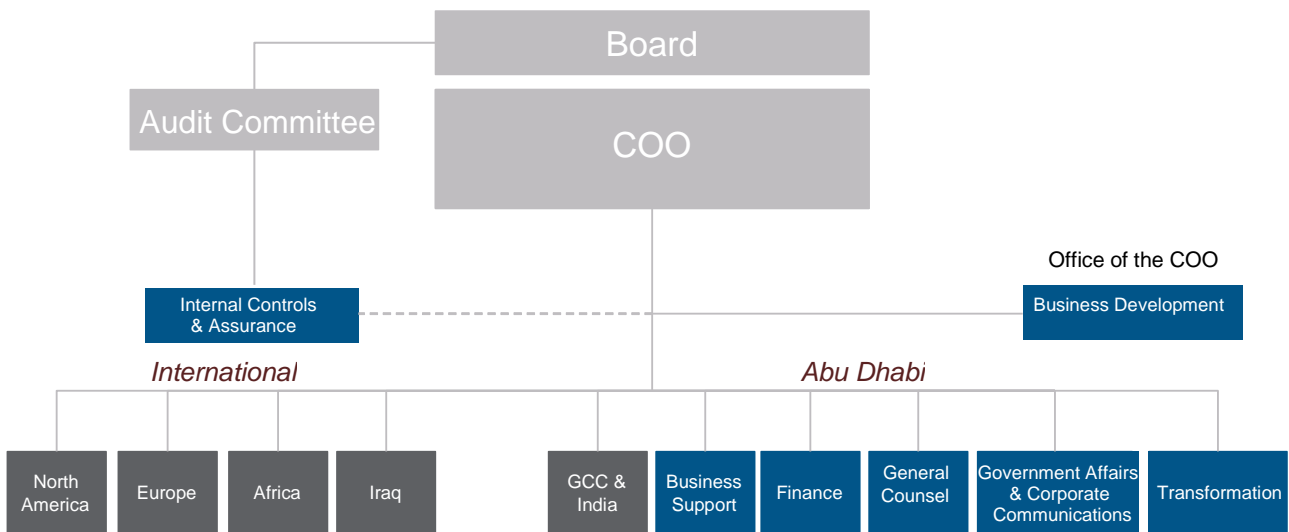 Board
Audit Committee
COO
Office of the COO
Internal Controls
& Assurance
Business Development
International
Abu Dhabi
North
America
Europe
Africa
Iraq
GCC &
India
Business
Support
Finance
General
Counsel
Government Affairs
& Corporate
Communications
Transformation